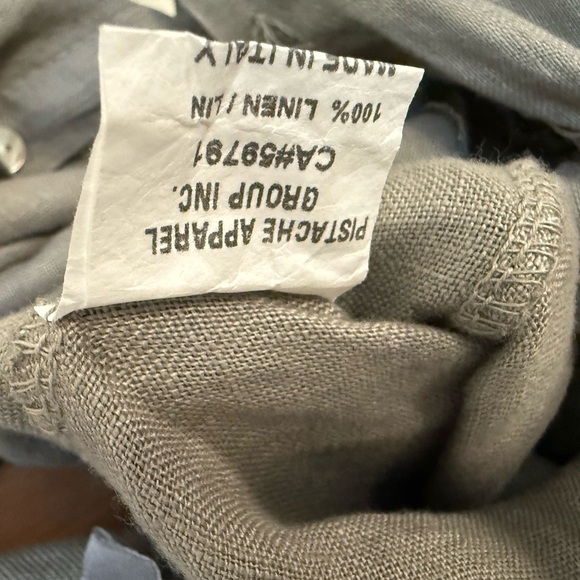 PISTACHE APPAREL
GROUP INC.
CA#59791
100% LINEN / LIN
MADE IN ITALY